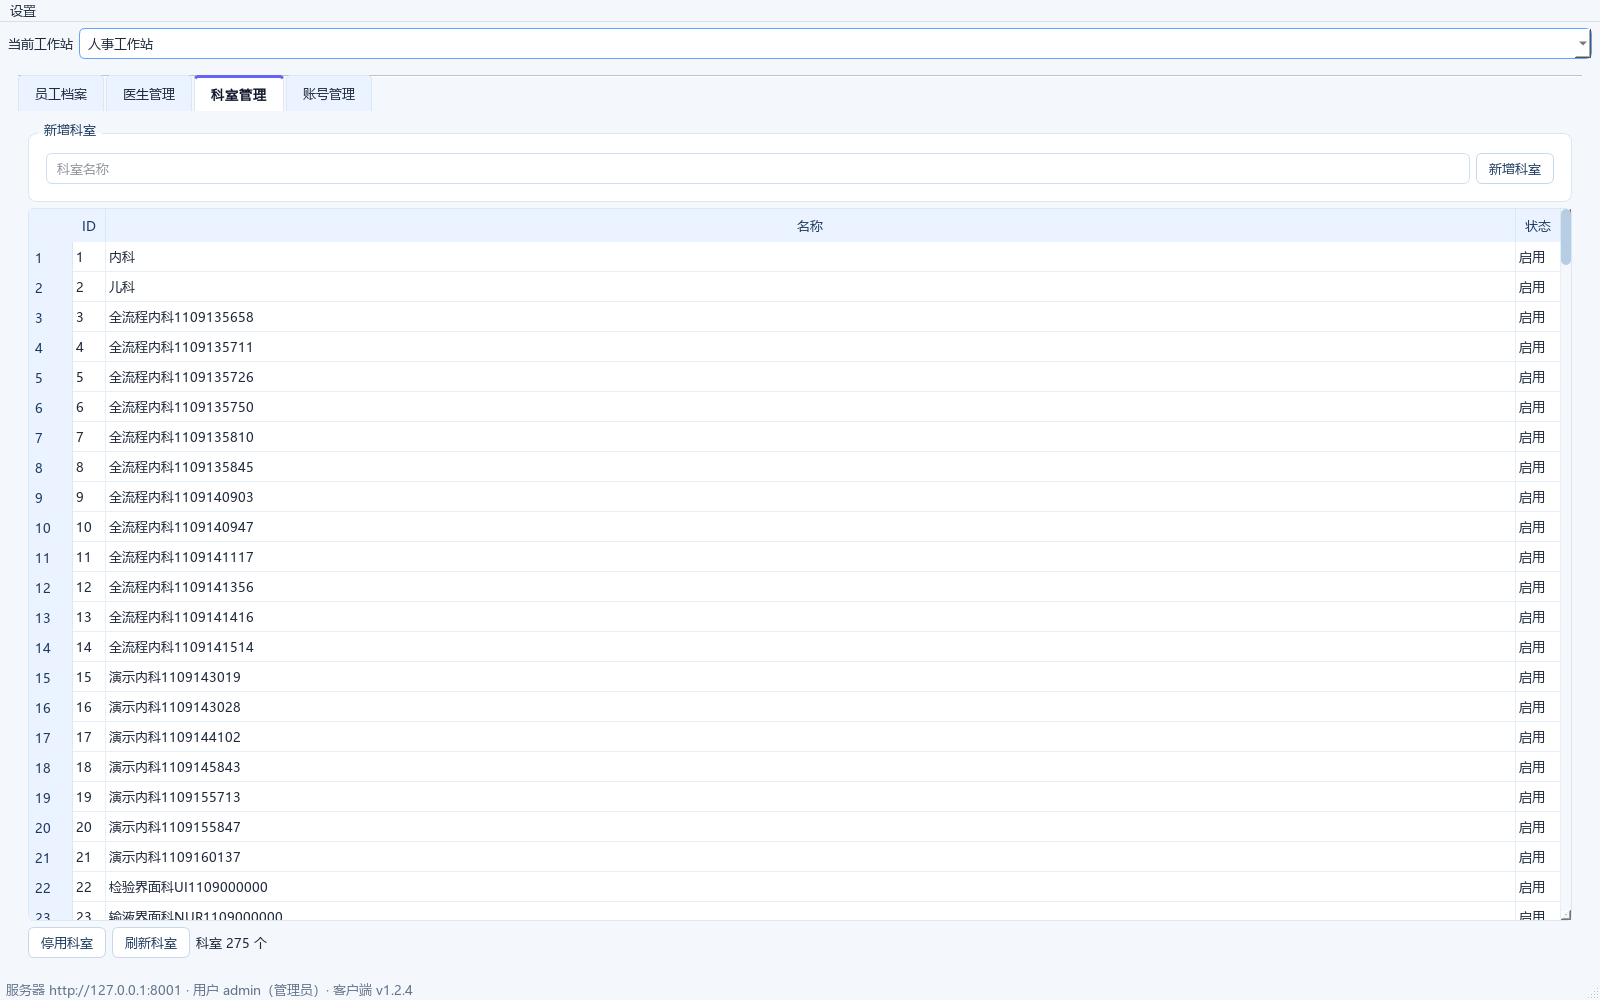 设置
当前工作站 人事工作站
员工档案 医生管理 科室管理 账号管理
新增科室
科室名称 新增科室
ID 名称 状态
1 1 内科 启用
2 2 儿科 启用
3 3 全流程内科1109135658 启用
4 4 全流程内科1109135711 启用
5 5 全流程内科1109135726 启用
6 6 全流程内科1109135750 启用
7 7 全流程内科1109135810 启用
8 8 全流程内科1109135845 启用
9 9 全流程内科1109140903 启用
10 10 全流程内科1109140947 启用
11 11 全流程内科1109141117 启用
12 12 全流程内科1109141356 启用
13 13 全流程内科1109141416 启用
14 14 全流程内科1109141514 启用
15 15 演示内科1109143019 启用
16 16 演示内科1109143028 启用
17 17 演示内科1109144102 启用
18 18 演示内科1109145843 启用
19 19 演示内科1109155713 启用
20 20 演示内科1109155847 启用
21 21 演示内科1109160137 启用
22 22 检验界面科UI1109000000 启用
23 23 输液界面科NUR1109000000 启用
停用科室 刷新科室 科室 275 个
服务器 http://127.0.0.1:8001 · 用户 admin（管理员）· 客户端 v1.2.4